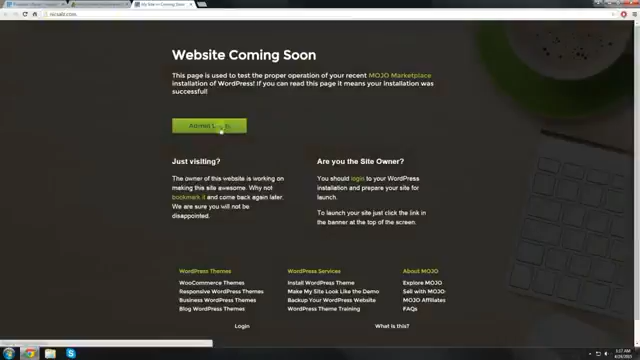 My Site is Coming Soon
Website Coming Soon
This page is used to test the proper operation of your recent MOJO Marketplace
installation of WordPress! If you can read this page it means your installation was
successful!
Admin
Just visiting?
The owner of this website is working on
making this site awesome. Why not
bookmark it and come back again later.
We are sure you will not be
disappointed.
Are you the Site Owner?
You should login to your WordPress
installation and prepare your site for
launch.
To launch your site just click the link in
the banner at the top of the screen.
WordPress Themes
WooCommerce Themes
Responsive WordPress Themes
Business WordPress Themes
Blog WordPress Themes
WordPress Services
Install WordPress Theme
Make My Site Look Like the Demo
Backup Your WordPress Website
WordPress Theme Training
About MOJO
Explore MOJO
Sell with MOJO
MOJO Affiliates
FAQs
Login
What is this?